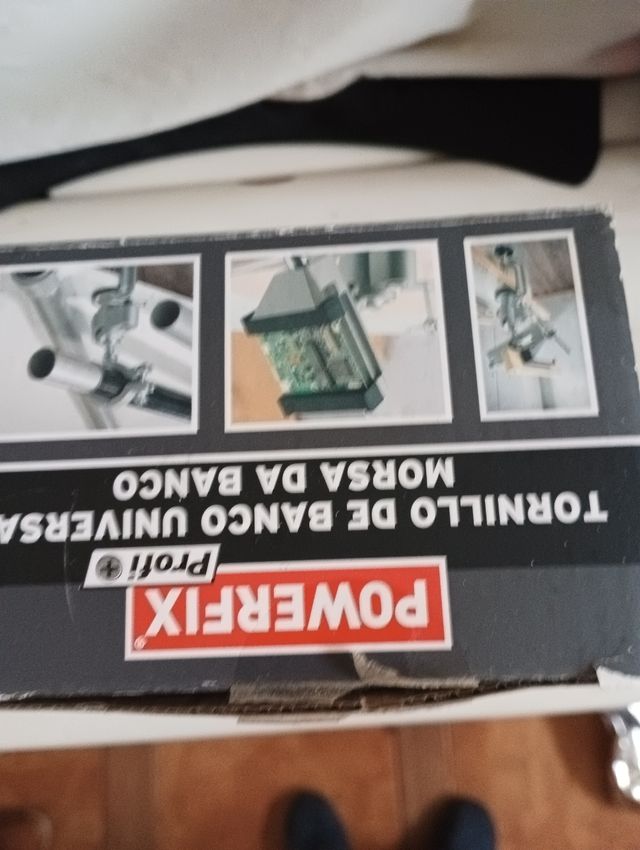 POWERFIX®
Profi+
TORNILLO DE BANCO UNIVERSA
MORSA DA BANCO